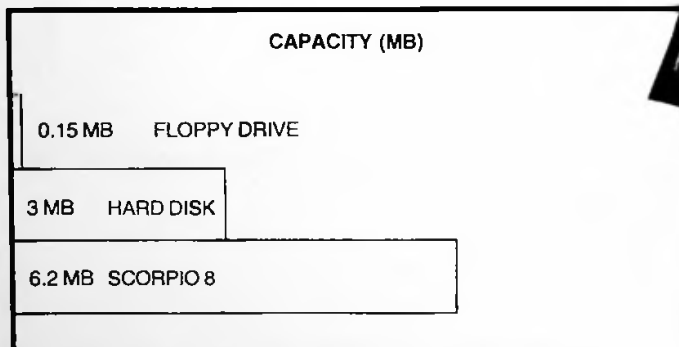 CAPACITY (MB)
0.15 MB FLOPPY DRIVE
3 MB HARD DISK
6.2 MB SCORPIO 8